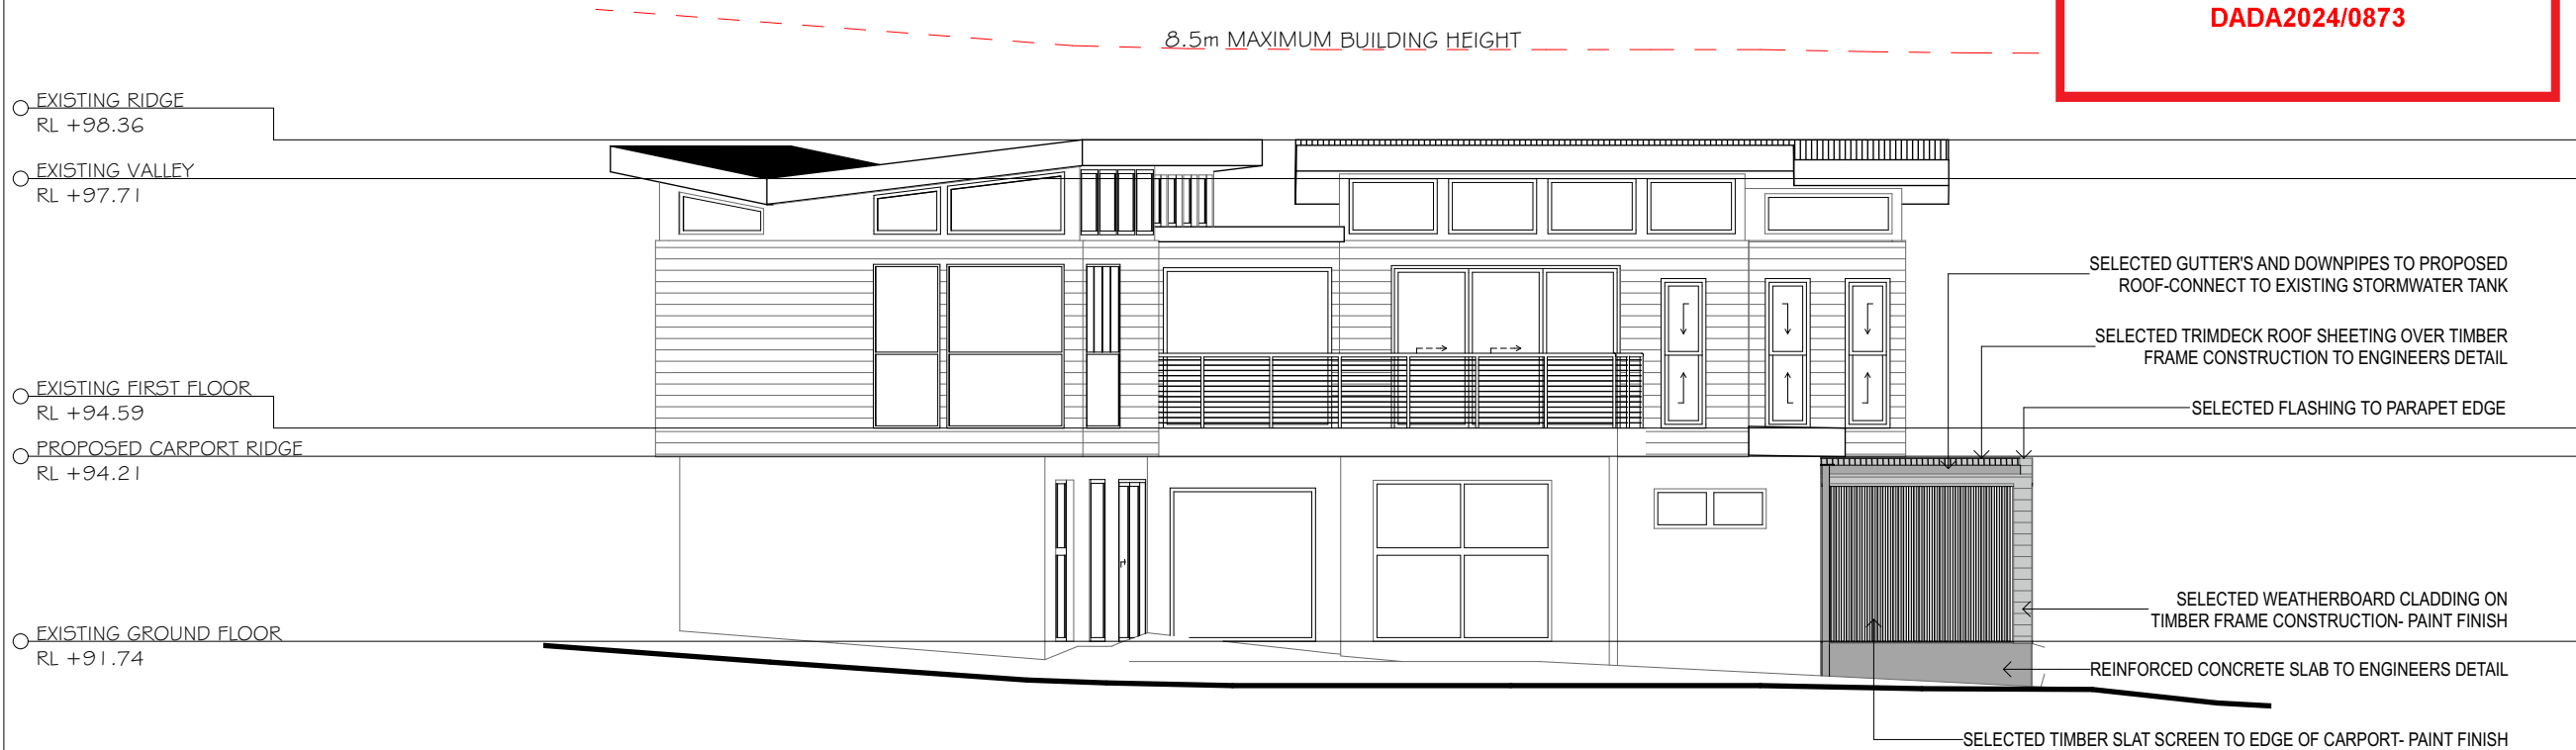 DADA2024/0873
8.5m MAXIMUM BUILDING HEIGHT
EXISTING RIDGE
RL +98.36
EXISTING VALLEY
RL +97.71
EXISTING FIRST FLOOR
RL +94.59
PROPOSED CARPORT RIDGE
RL +94.21
EXISTING GROUND FLOOR
RL +91.74
SELECTED GUTTER'S AND DOWNPIPES TO PROPOSED
ROOF-CONNECT TO EXISTING STORMWATER TANK
SELECTED TRIMDECK ROOF SHEETING OVER TIMBER
FRAME CONSTRUCTION TO ENGINEERS DETAIL
SELECTED FLASHING TO PARAPET EDGE
SELECTED WEATHERBOARD CLADDING ON
TIMBER FRAME CONSTRUCTION- PAINT FINISH
REINFORCED CONCRETE SLAB TO ENGINEERS DETAIL
SELECTED TIMBER SLAT SCREEN TO EDGE OF CARPORT- PAINT FINISH